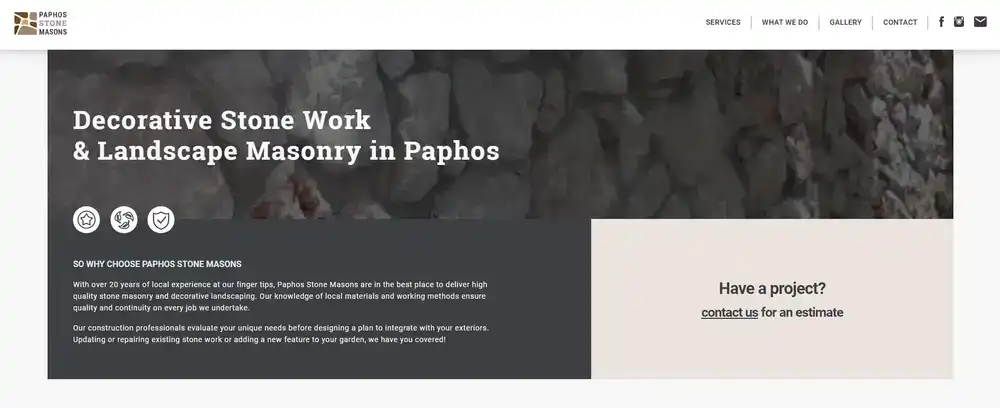 PAPHOS
STONE
MASONS
SERVICES
WHAT WE DO
GALLERY
CONTACT
Decorative Stone Work
& Landscape Masonry in Paphos
SO WHY CHOOSE PAPHOS STONE MASONS
With over 20 years of local experience at our finger tips, Paphos Stone Masons are in the best place to deliver high
quality stone masonry and decorative landscaping. Our knowledge of local materials and working methods ensure
quality and continuity on every job we undertake.
Our construction professionals evaluate your unique needs before designing a plan to integrate with your exteriors.
Updating or repairing existing stone work or adding a new feature to your garden, we have you covered!
Have a project?
contact us for an estimate